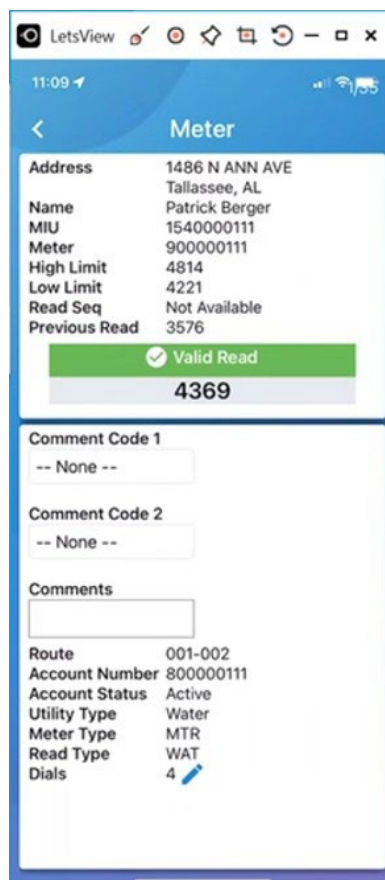 LetsView
11:09
1/35
Meter
Address 1486 N ANN AVE
Tallassee, AL
Name Patrick Berger
MIU 1540000111
Meter 900000111
High Limit 4814
Low Limit 4221
Read Seq Not Available
Previous Read 3576
Valid Read
4369
Comment Code 1
-- None --
Comment Code 2
-- None --
Comments
Route 001-002
Account Number 800000111
Account Status Active
Utility Type Water
Meter Type MTR
Read Type WAT
Dials 4